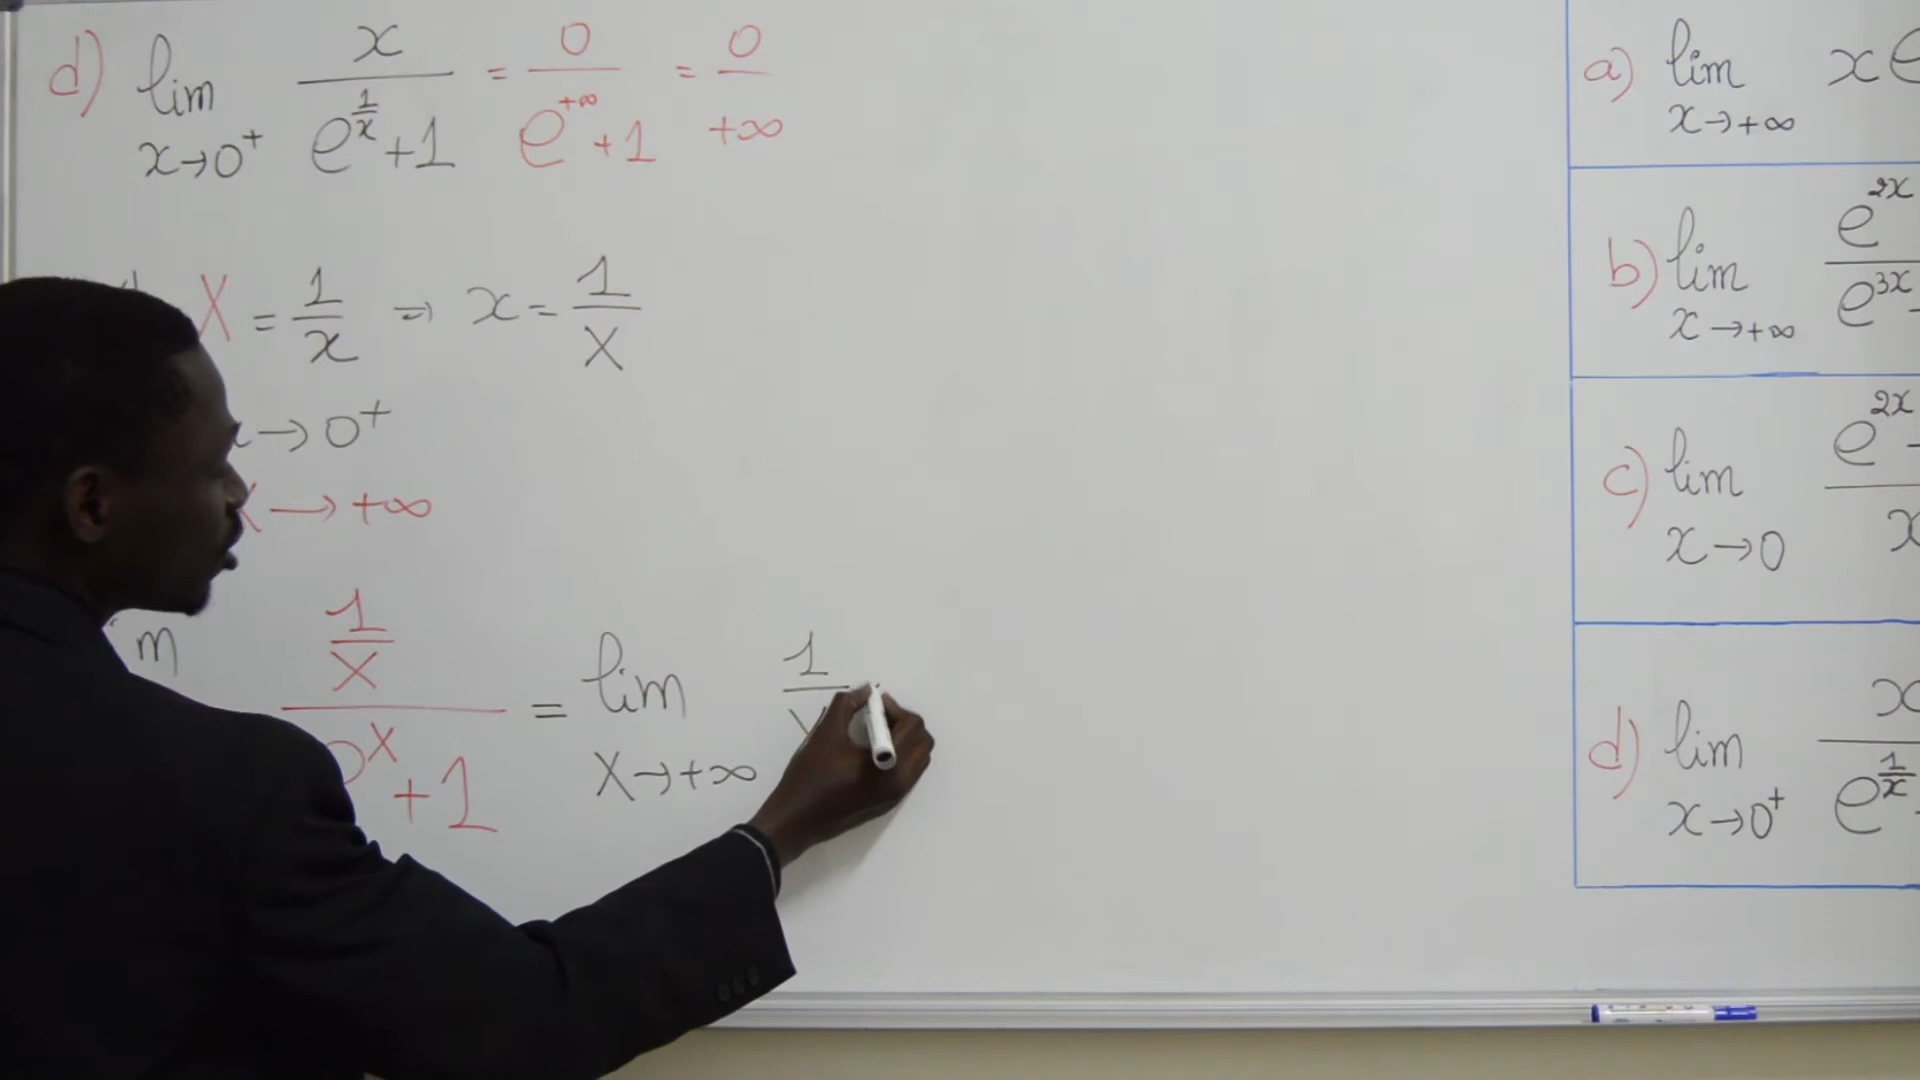 d) lim x/(e^(1/x)+1) = 0/(e^(+∞)+1) = 0/+∞
x→0⁺
X = 1/x ⇒ x = 1/X
x→0⁺
X→+∞
(1/X)/(e^X+1) = lim 1/X
X→+∞
a) lim xe
x→+∞
b) lim e^(2x)/e^(3x)-
x→+∞
c) lim e^(2x)-/x
x→0
d) lim x/e^(1/x)
x→0⁺